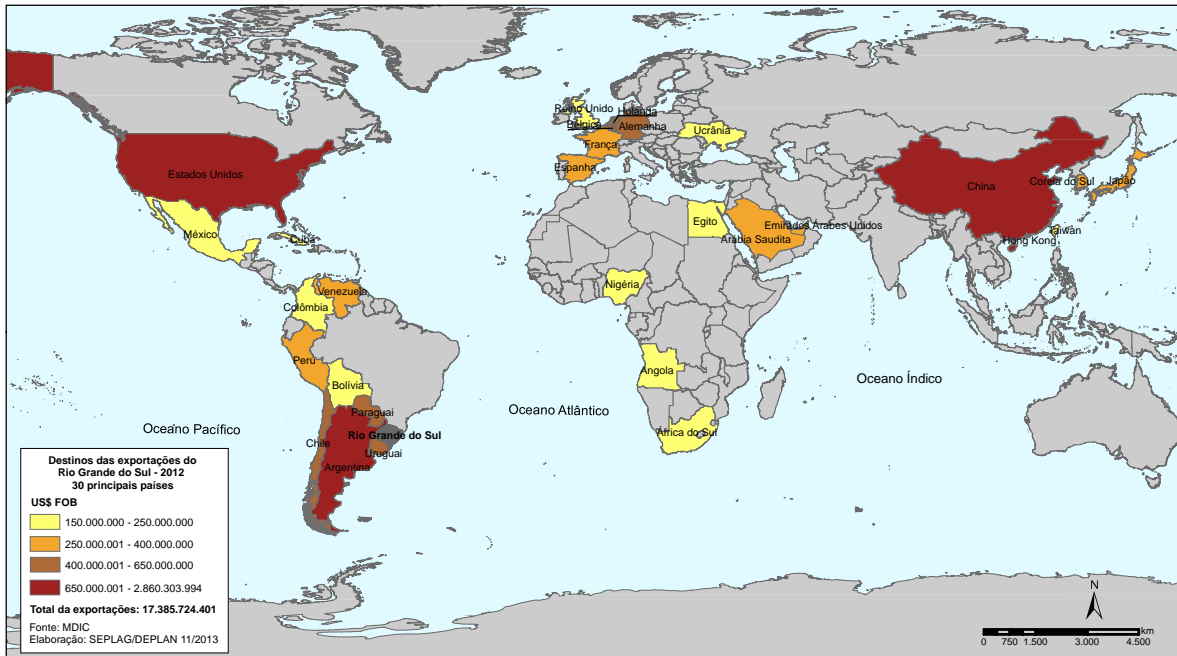 Reino Unido
Holanda
Bélgica
Alemanha
Ucrânia
França
Espanha
Estados Unidos
China
Coreia do Sul
Japão
México
Cuba
Egito
Emirados Árabes Unidos
Arábia Saudita
Taiwan
Hong Kong
Venezuela
Colômbia
Nigéria
Peru
Bolívia
Angola
Oceano Índico
Oceano Atlântico
Paraguai
Oceano Pacífico
Rio Grande do Sul
África do Sul
Chile
Uruguai
Argentina
Destinos das exportações do
Rio Grande do Sul - 2012
30 principais países
US$ FOB
150.000.000 - 250.000.000
250.000.001 - 400.000.000
400.000.001 - 650.000.000
650.000.001 - 2.860.303.994
Total da exportações: 17.385.724.401
Fonte: MDIC
Elaboração: SEPLAG/DEPLAN 11/2013
N
km
0 750 1.500 3.000 4.500